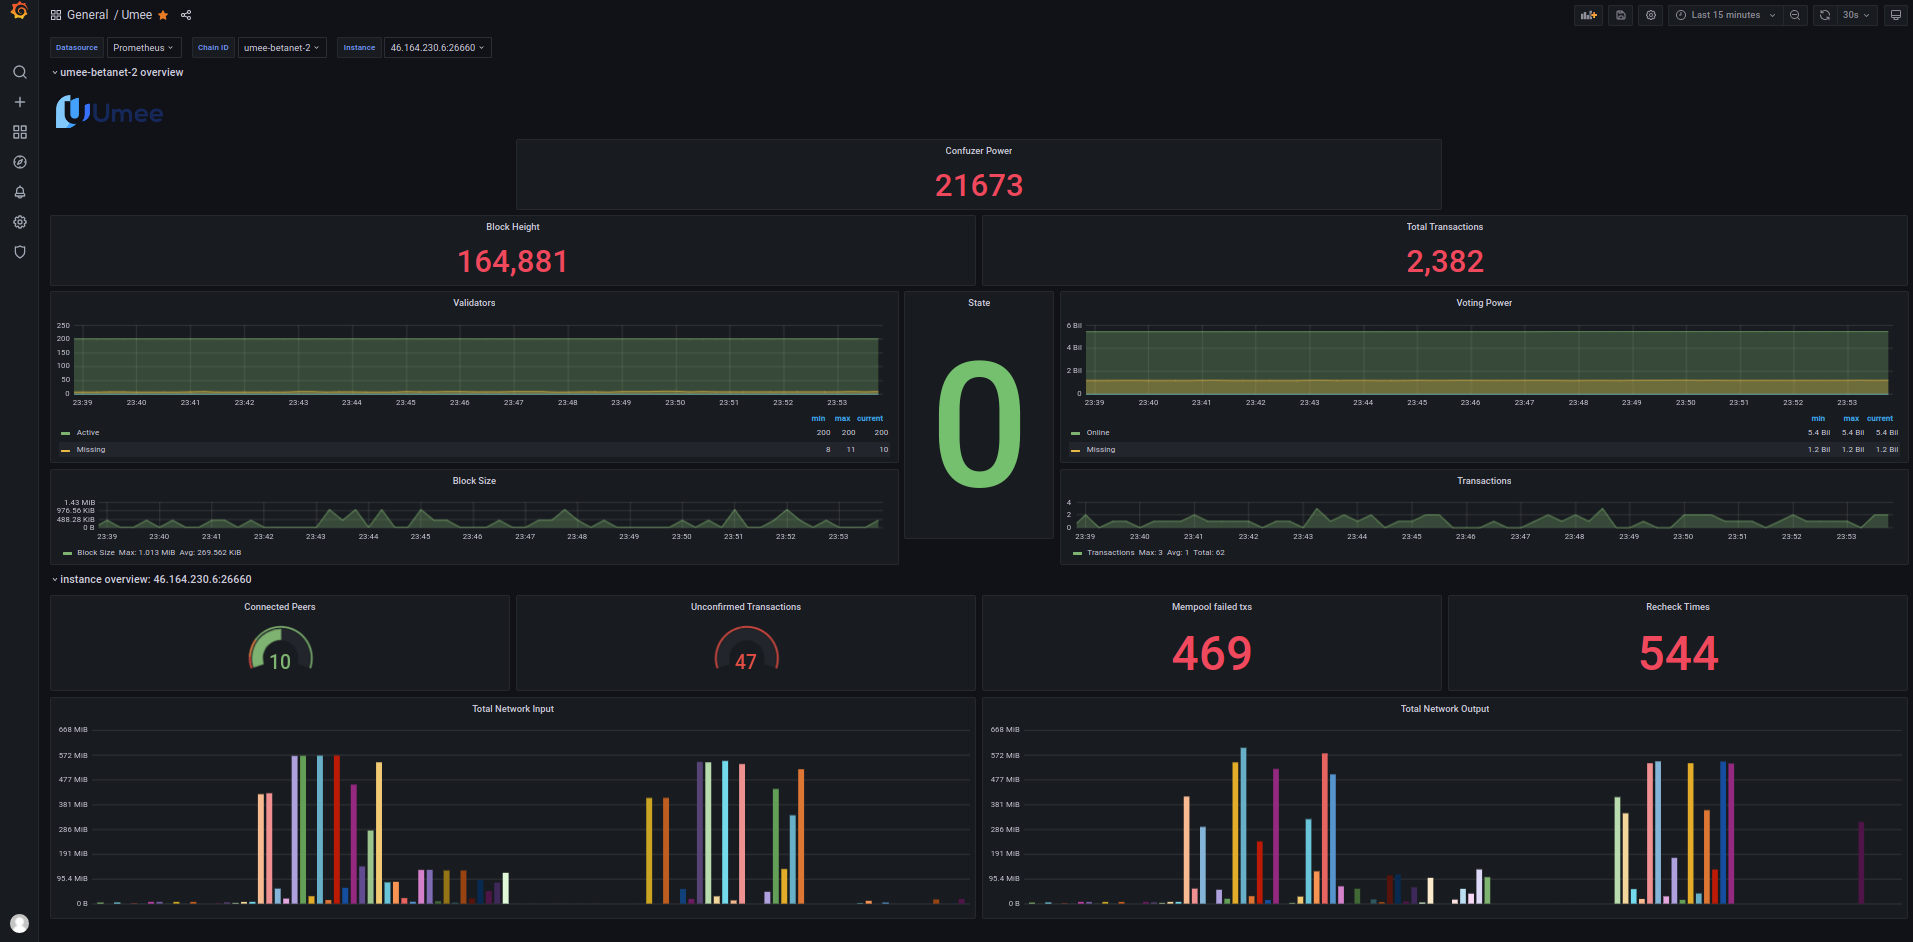 General / Umee
Last 15 minutes
30s
Datasource Prometheus Chain ID umee-betanet-2 Instance 46.164.230.6:26660
umee-betanet-2 overview
Umee
Confuzer Power
21673
Block Height
164,881
Total Transactions
2,382
Validators
250
200
150
100
50
0
23:39 23:40 23:41 23:42 23:43 23:44 23:45 23:46 23:47 23:48 23:49 23:50 23:51 23:52 23:53
min max current
Active 200 200 200
Missing 8 11 10
State
0
Voting Power
6 Bil
4 Bil
2 Bil
0
23:39 23:40 23:41 23:42 23:43 23:44 23:45 23:46 23:47 23:48 23:49 23:50 23:51 23:52 23:53
min max current
Online 5.4 Bil 5.4 Bil 5.4 Bil
Missing 1.2 Bil 1.2 Bil 1.2 Bil
Block Size
1.43 MiB
976.56 KiB
488.28 KiB
0 B
23:39 23:40 23:41 23:42 23:43 23:44 23:45 23:46 23:47 23:48 23:49 23:50 23:51 23:52 23:53
Block Size Max: 1.013 MiB Avg: 269.562 KiB
Transactions
4
2
0
23:39 23:40 23:41 23:42 23:43 23:44 23:45 23:46 23:47 23:48 23:49 23:50 23:51 23:52 23:53
Transactions Max: 3 Avg: 1 Total: 62
instance overview: 46.164.230.6:26660
Connected Peers
10
Unconfirmed Transactions
47
Mempool failed txs
469
Recheck Times
544
Total Network Input
668 MiB
572 MiB
477 MiB
381 MiB
286 MiB
191 MiB
95.4 MiB
0 B
Total Network Output
668 MiB
572 MiB
477 MiB
381 MiB
286 MiB
191 MiB
95.4 MiB
0 B